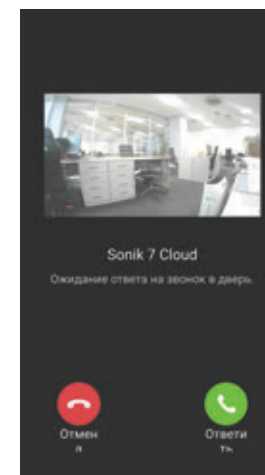 Sonik 7 Cloud
Ожидание ответа на звонок в дверь.
Отмен
а
Ответи
ть